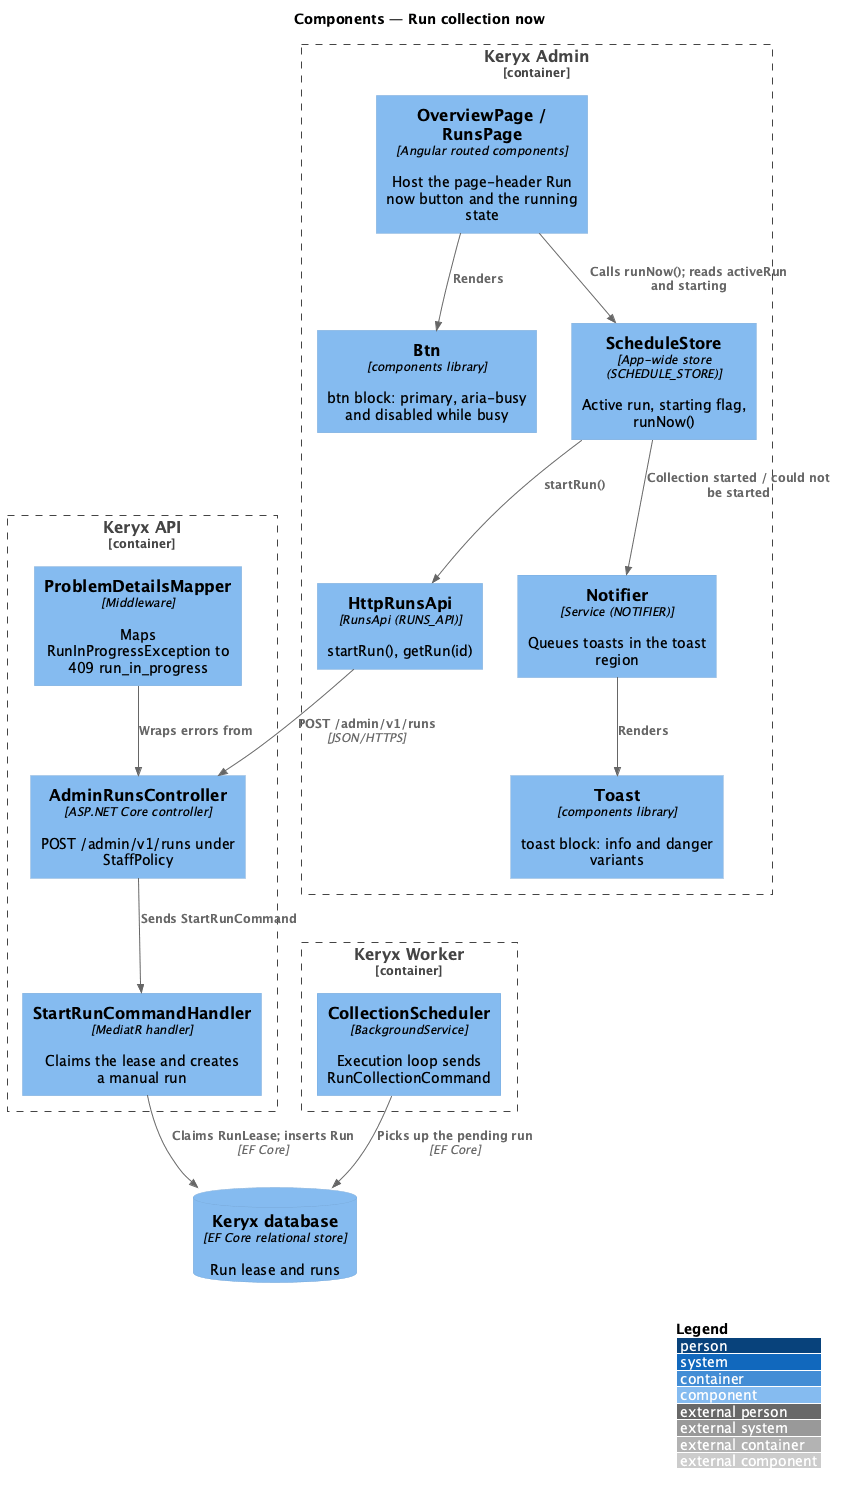 Components — Run collection now
Keryx Admin
[container]
OverviewPage /
RunsPage
[Angular routed components]
Host the page-header Run
now button and the running
state
Renders
Calls runNow(); reads activeRun
and starting
Btn
[components library]
btn block: primary, aria-busy
and disabled while busy
ScheduleStore
[App-wide store
(SCHEDULE_STORE)]
Active run, starting flag,
runNow()
startRun()
Collection started / could not
be started
Keryx API
[container]
ProblemDetailsMapper
[Middleware]
Maps
RunInProgressException to
409 run_in_progress
HttpRunsApi
[RunsApi (RUNS_API)]
startRun(), getRun(id)
Notifier
[Service (NOTIFIER)]
Queues toasts in the toast
region
Wraps errors from
POST /admin/v1/runs
[JSON/HTTPS]
Renders
AdminRunsController
[ASP.NET Core controller]
POST /admin/v1/runs under
StaffPolicy
Toast
[components library]
toast block: info and danger
variants
Sends StartRunCommand
Keryx Worker
[container]
StartRunCommandHandler
[MediatR handler]
Claims the lease and creates
a manual run
CollectionScheduler
[BackgroundService]
Execution loop sends
RunCollectionCommand
Claims RunLease; inserts Run
[EF Core]
Picks up the pending run
[EF Core]
Keryx database
[EF Core relational store]
Run lease and runs
Legend
person
system
container
component
external person
external system
external container
external component